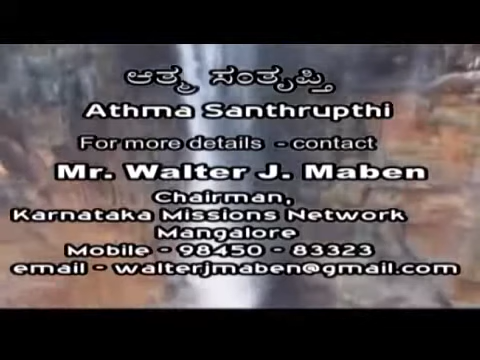 ಆತ್ಮ ಸಂತೃಪ್ತಿ
Athma Santhrupthi
For more details - contact
Mr. Walter J. Maben
Chairman,
Karnataka Missions Network
Mangalore
Mobile - 98450 - 83323
email - walterjmaben@gmail.com